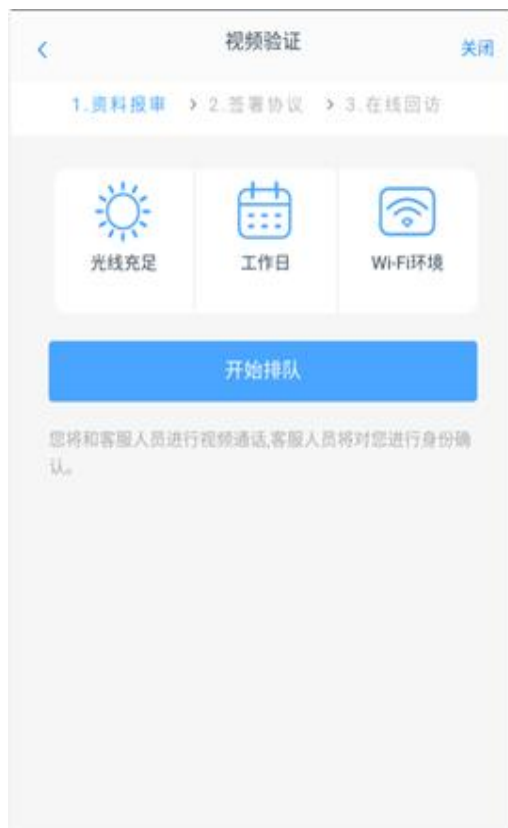 视频验证
关闭
1.资料报审 > 2.签署协议 > 3.在线回访
光线充足 工作日 Wi-Fi环境
开始排队
您将和客服人员进行视频通话,客服人员将对您进行身份确
认。